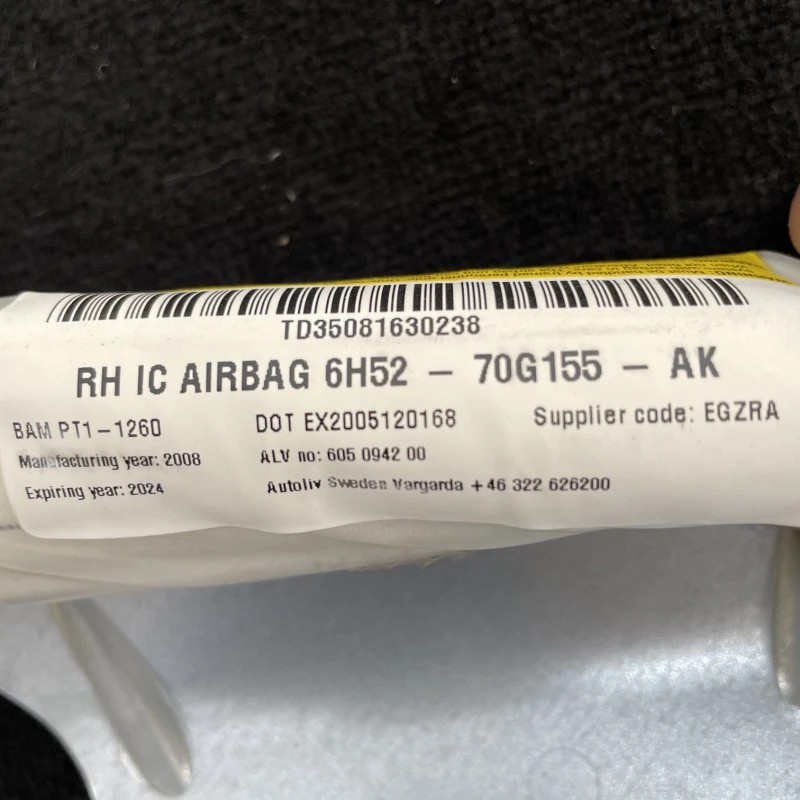 TD35081630238
RH IC AIRBAG 6H52 – 70G155 – AK
BAM PT1–1260
DOT EX2005120168
Supplier code: EGZRA
Manufacturing year: 2008
ALV no: 605 0942 00
Expiring year: 2024
Autoliv Sweden Vargarda +46 322 626200